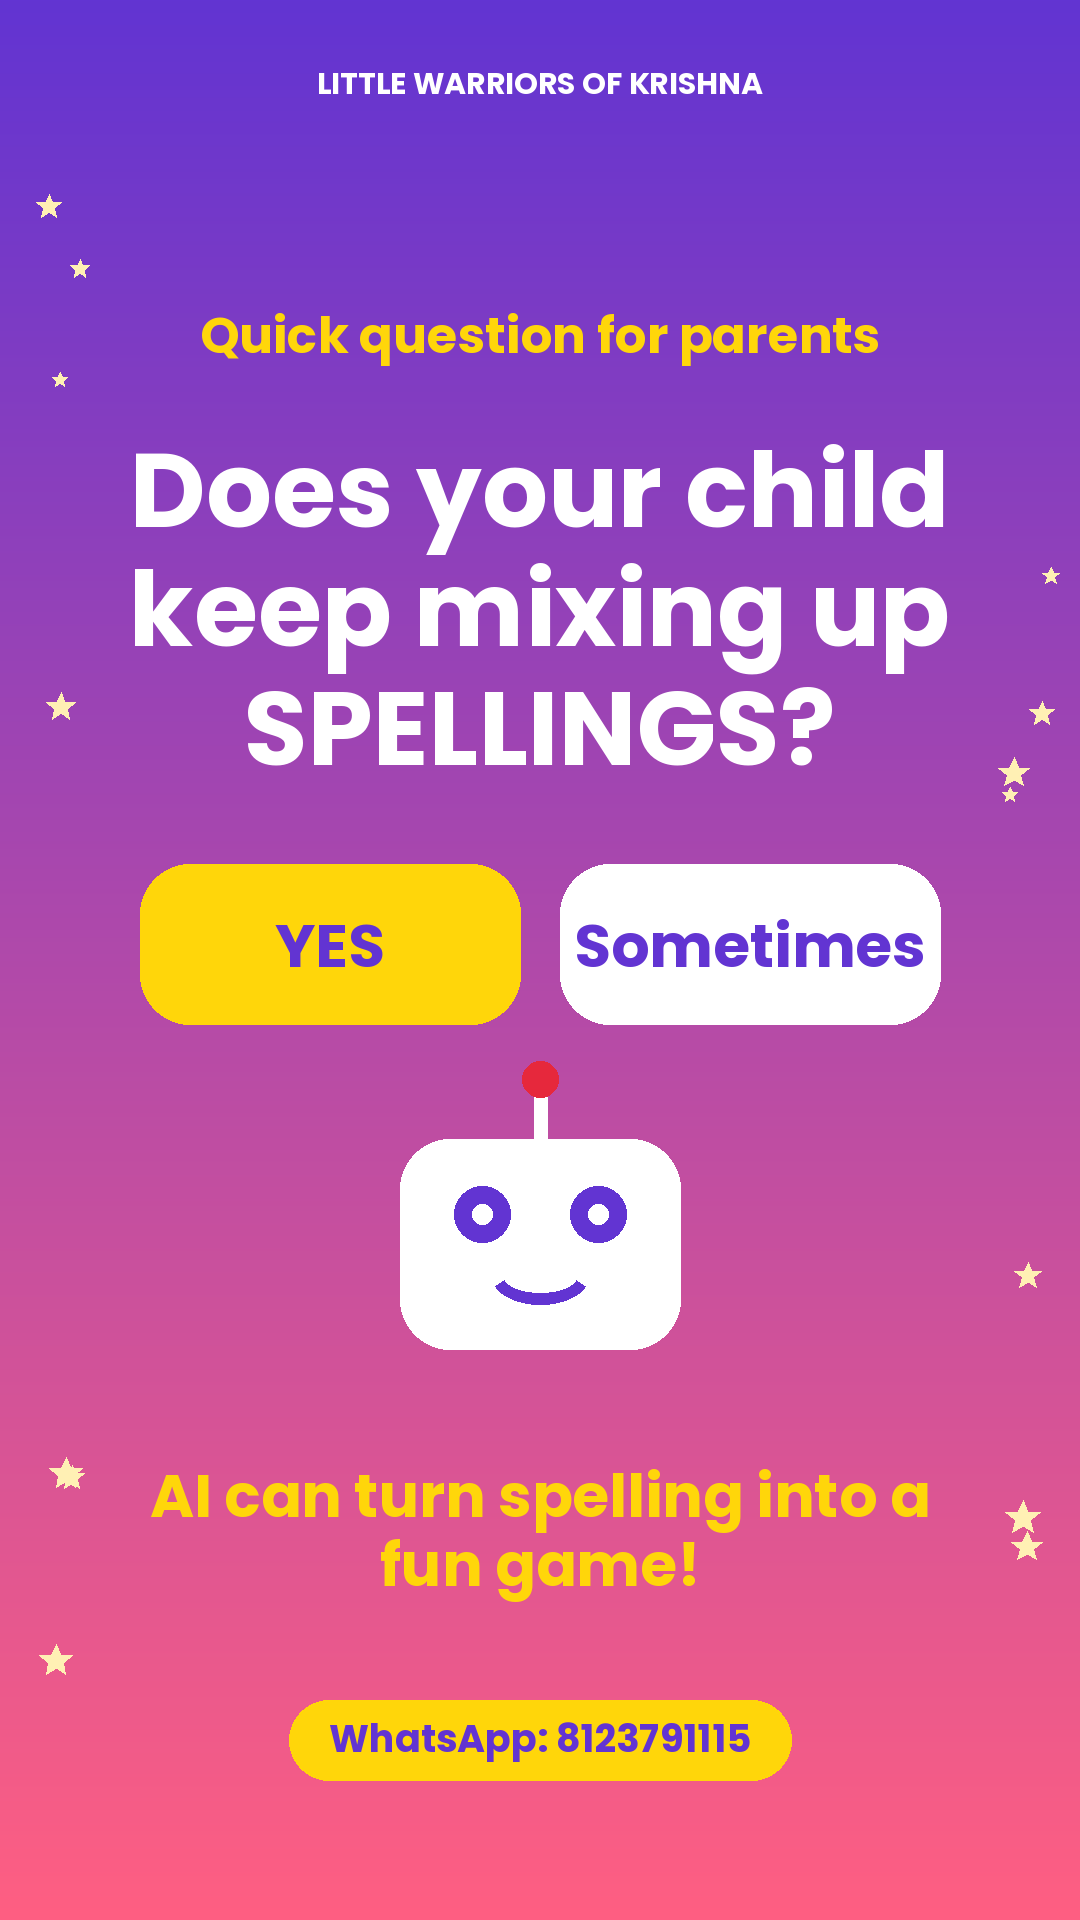 LITTLE WARRIORS OF KRISHNA
Quick question for parents
Does your child
keep mixing up
SPELLINGS?
YES
Sometimes
AI can turn spelling into a
fun game!
WhatsApp: 8123791115